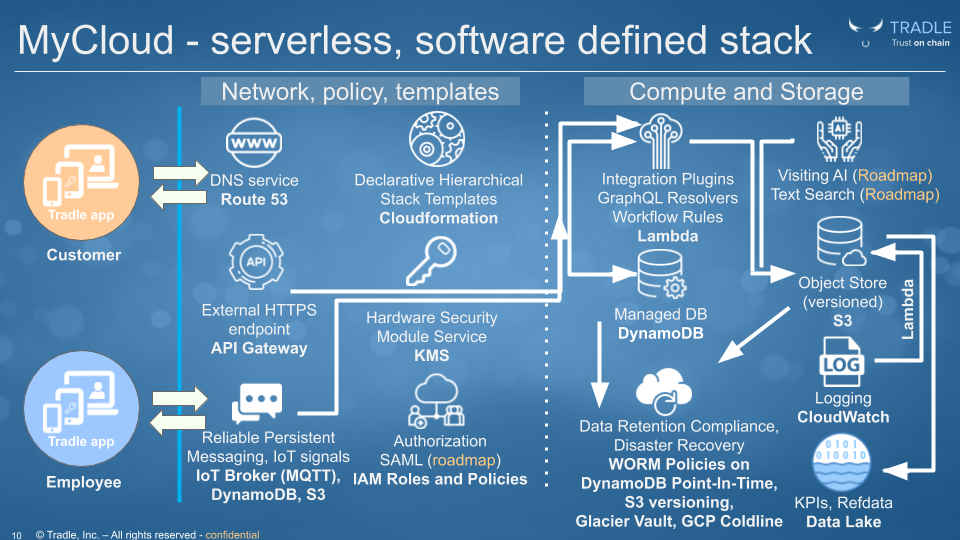 MyCloud - serverless, software defined stack
TRADLE
Trust on chain
Network, policy, templates
Compute and Storage
Tradle app
Customer
Tradle app
Employee
WWW
DNS service
Route 53
Declarative Hierarchical
Stack Templates
Cloudformation
API
External HTTPS
endpoint
API Gateway
Hardware Security
Module Service
KMS
Reliable Persistent
Messaging, IoT signals
IoT Broker (MQTT),
DynamoDB, S3
Authorization
SAML (roadmap)
IAM Roles and Policies
Integration Plugins
GraphQL Resolvers
Workflow Rules
Lambda
AI
Visiting AI (Roadmap)
Text Search (Roadmap)
Managed DB
DynamoDB
Object Store
(versioned)
S3
Lambda
LOG
Logging
CloudWatch
Data Retention Compliance,
Disaster Recovery
WORM Policies on
DynamoDB Point-In-Time,
S3 versioning,
Glacier Vault, GCP Coldline
0101
010010
KPIs, Refdata
Data Lake
10
© Tradle, Inc. – All rights reserved - confidential